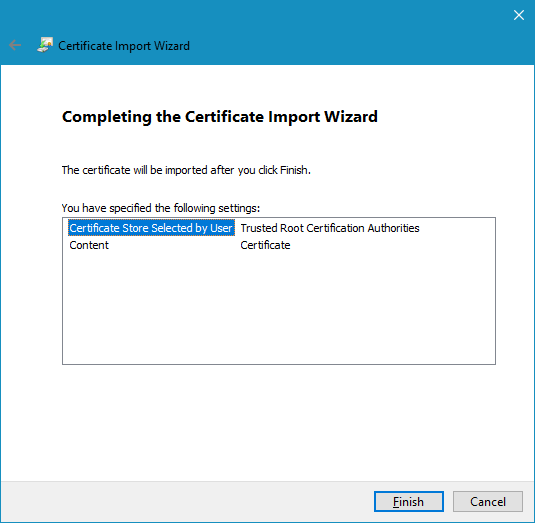 Certificate Import Wizard
Completing the Certificate Import Wizard
The certificate will be imported after you click Finish.
You have specified the following settings:
Certificate Store Selected by User Trusted Root Certification Authorities
Content Certificate
Finish Cancel